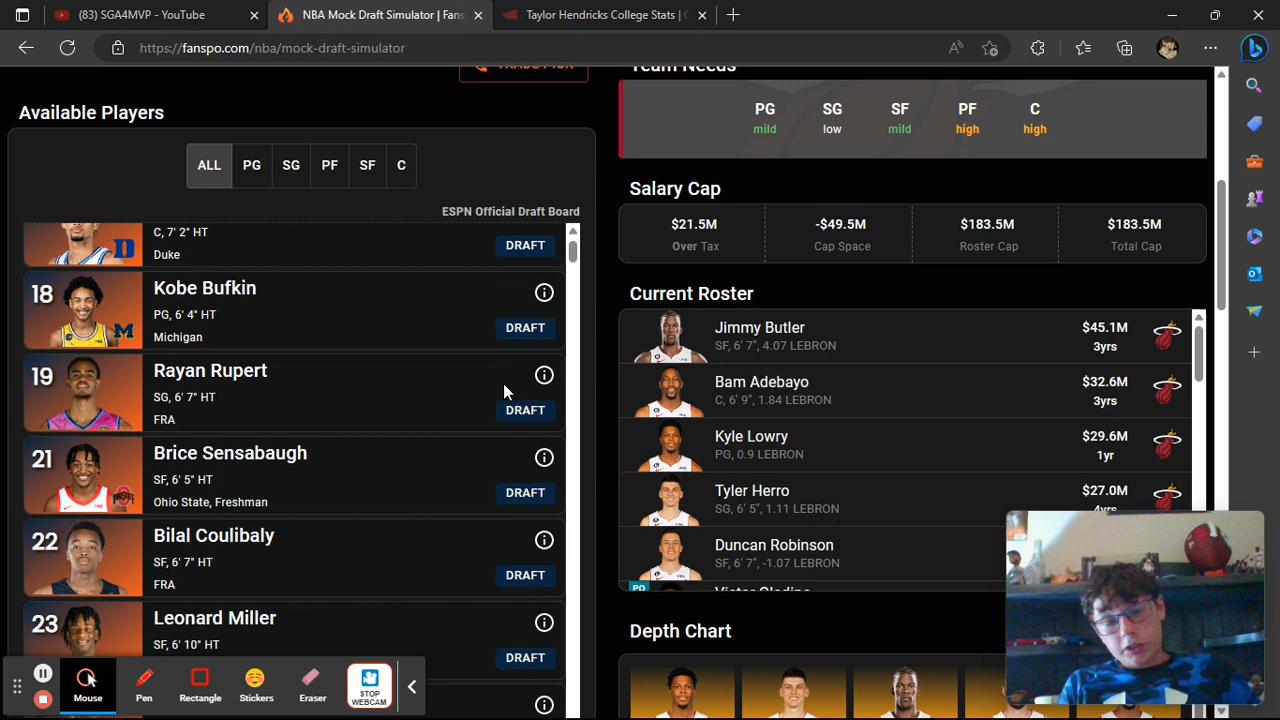 (83) SGA4MVP - YouTube
NBA Mock Draft Simulator | Fans
Taylor Hendricks College Stats | C
https://fanspo.com/nba/mock-draft-simulator
TRADE PICK
Team Needs
PG SG SF PF C
mild low mild high high
Available Players
ALL PG SG PF SF C
ESPN Official Draft Board
C, 7' 2" HT
Duke
DRAFT
18 Kobe Bufkin
PG, 6' 4" HT
Michigan
DRAFT
19 Rayan Rupert
SG, 6' 7" HT
FRA
DRAFT
21 Brice Sensabaugh
SF, 6' 5" HT
Ohio State, Freshman
DRAFT
22 Bilal Coulibaly
SF, 6' 7" HT
FRA
DRAFT
23 Leonard Miller
SF, 6' 10" HT
DRAFT
Salary Cap
$21.5M -$49.5M $183.5M $183.5M
Over Tax Cap Space Roster Cap Total Cap
Current Roster
Jimmy Butler $45.1M
SF, 6' 7", 4.07 LEBRON 3yrs
Bam Adebayo $32.6M
C, 6' 9", 1.84 LEBRON 3yrs
Kyle Lowry $29.6M
PG, 0.9 LEBRON 1yr
Tyler Herro $27.0M
SG, 6' 5", 1.11 LEBRON 4yrs
Duncan Robinson
SF, 6' 7", -1.07 LEBRON
PO Victor Oladipo
Depth Chart
Mouse Pen Rectangle Stickers Eraser STOP WEBCAM